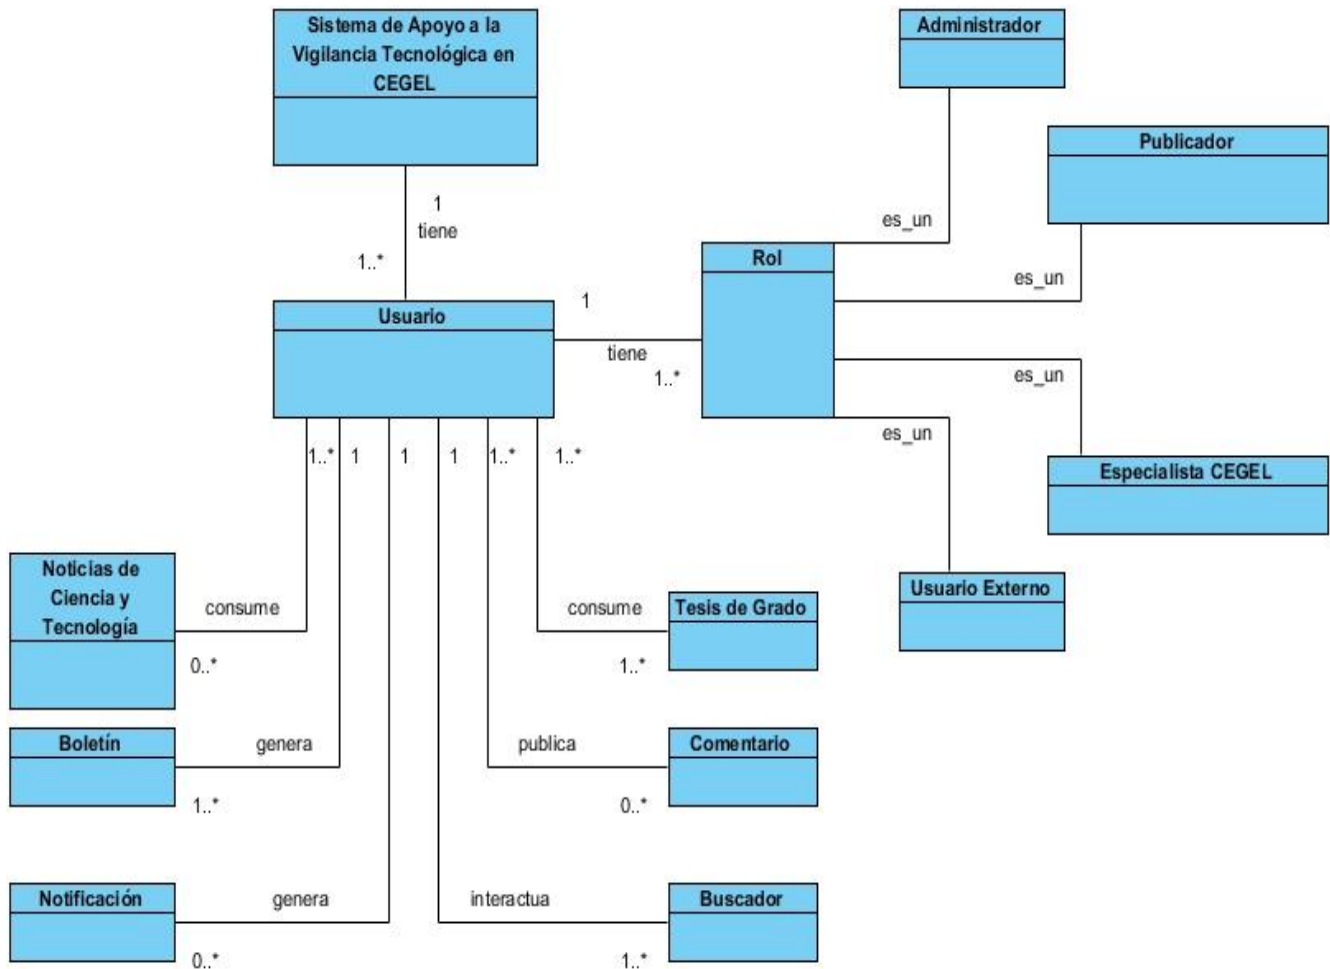 Sistema de Apoyo a la
Vigilancia Tecnológica en
CEGEL
Administrador
Publicador
1
tiene
1..*
es_un
Rol
es_un
Usuario
1
tiene
1..*
es_un
es_un
1..*
1
1
1
1..*
1..*
Especialista CEGEL
Noticias de
Ciencia y
Tecnología
consume
0..*
consume
Tesis de Grado
1..*
Usuario Externo
Boletín
genera
1..*
publica
Comentario
0..*
Notificación
genera
0..*
interactua
Buscador
1..*